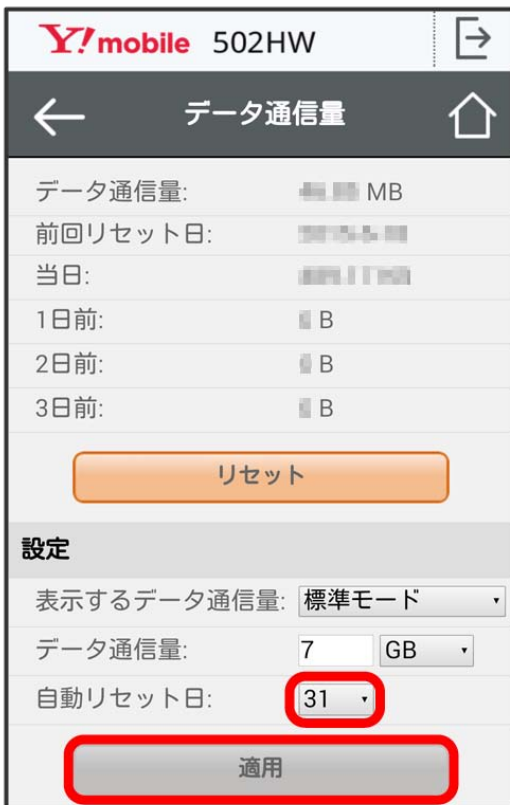 Y!mobile 502HW
データ通信量
データ通信量: MB
前回リセット日:
当日:
1日前: B
2日前: B
3日前: B
リセット
設定
表示するデータ通信量: 標準モード
データ通信量: 7 GB
自動リセット日: 31
適用